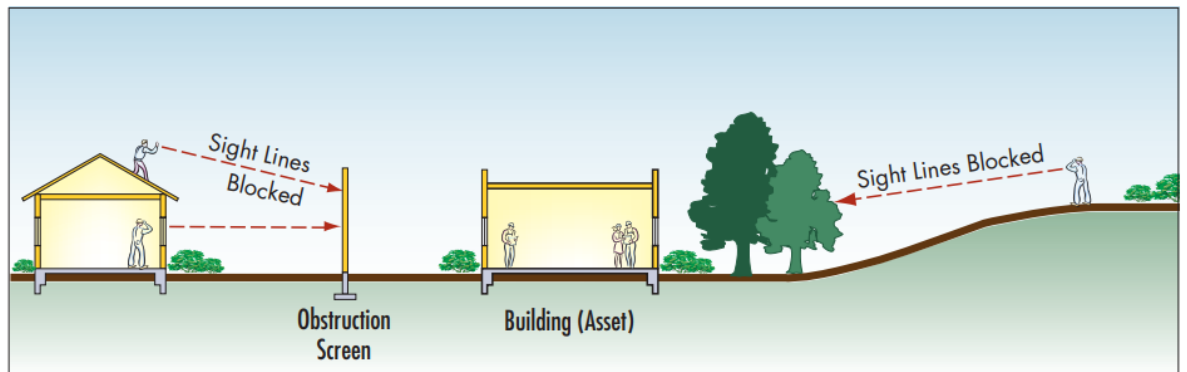 Sight Lines
Blocked
Sight Lines Blocked
Obstruction
Screen
Building (Asset)